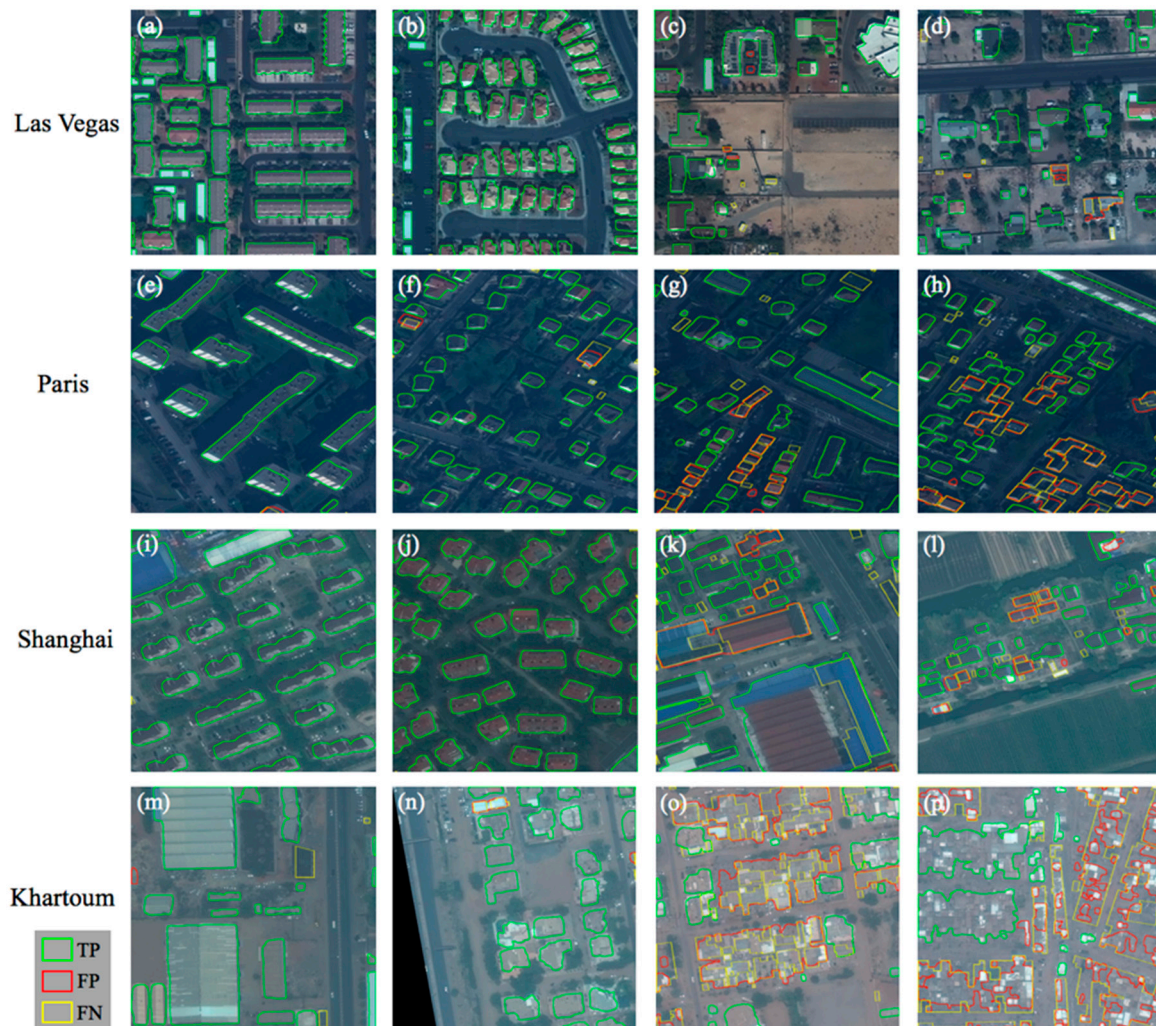 Las Vegas
(a)
(b)
(c)
(d)
Paris
(e)
(f)
(g)
(h)
Shanghai
(i)
(j)
(k)
(l)
Khartoum
(m)
(n)
(o)
(p)
TP
FP
FN